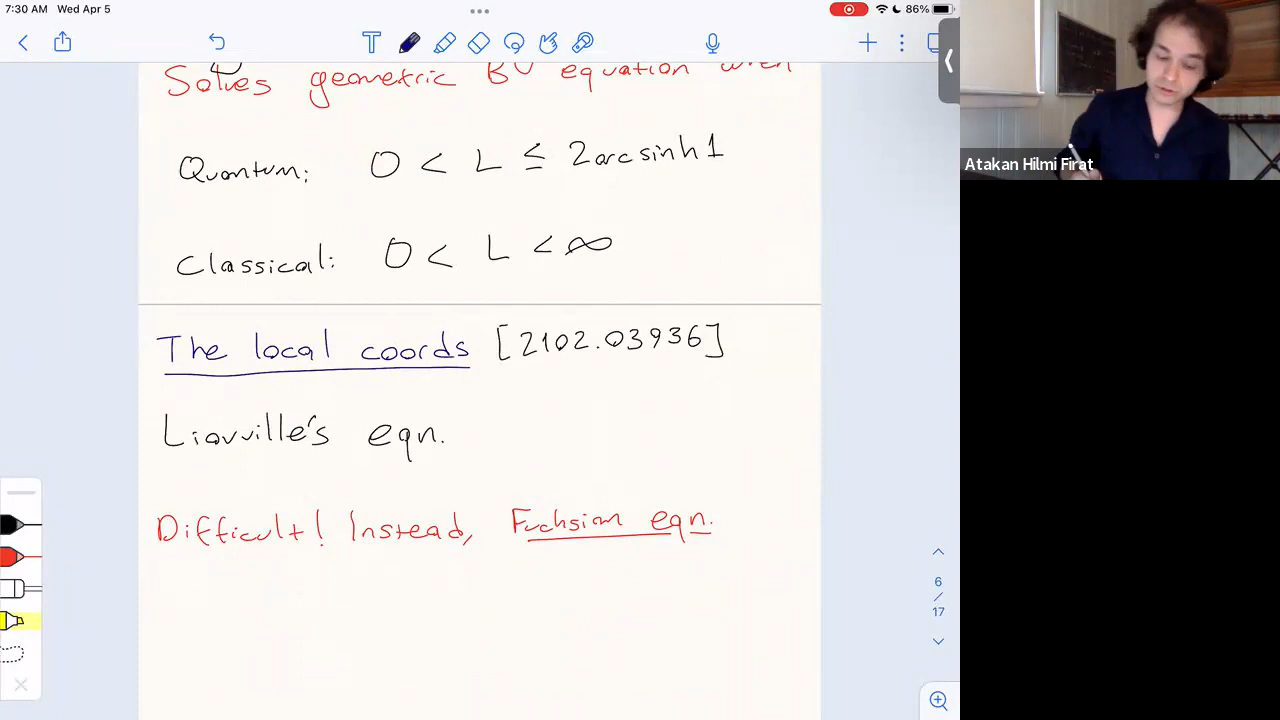 7:30 AM Wed Apr 5
86%
Solves geometric BV equation when
Quantum: 0 < L ≤ 2arcsinh1
Classical: 0 < L < ∞
The local coords [2102.03936]
Liouville's eqn.
Difficult! Instead, Fuchsian eqn.
6
/
17
Atakan Hilmi Firat